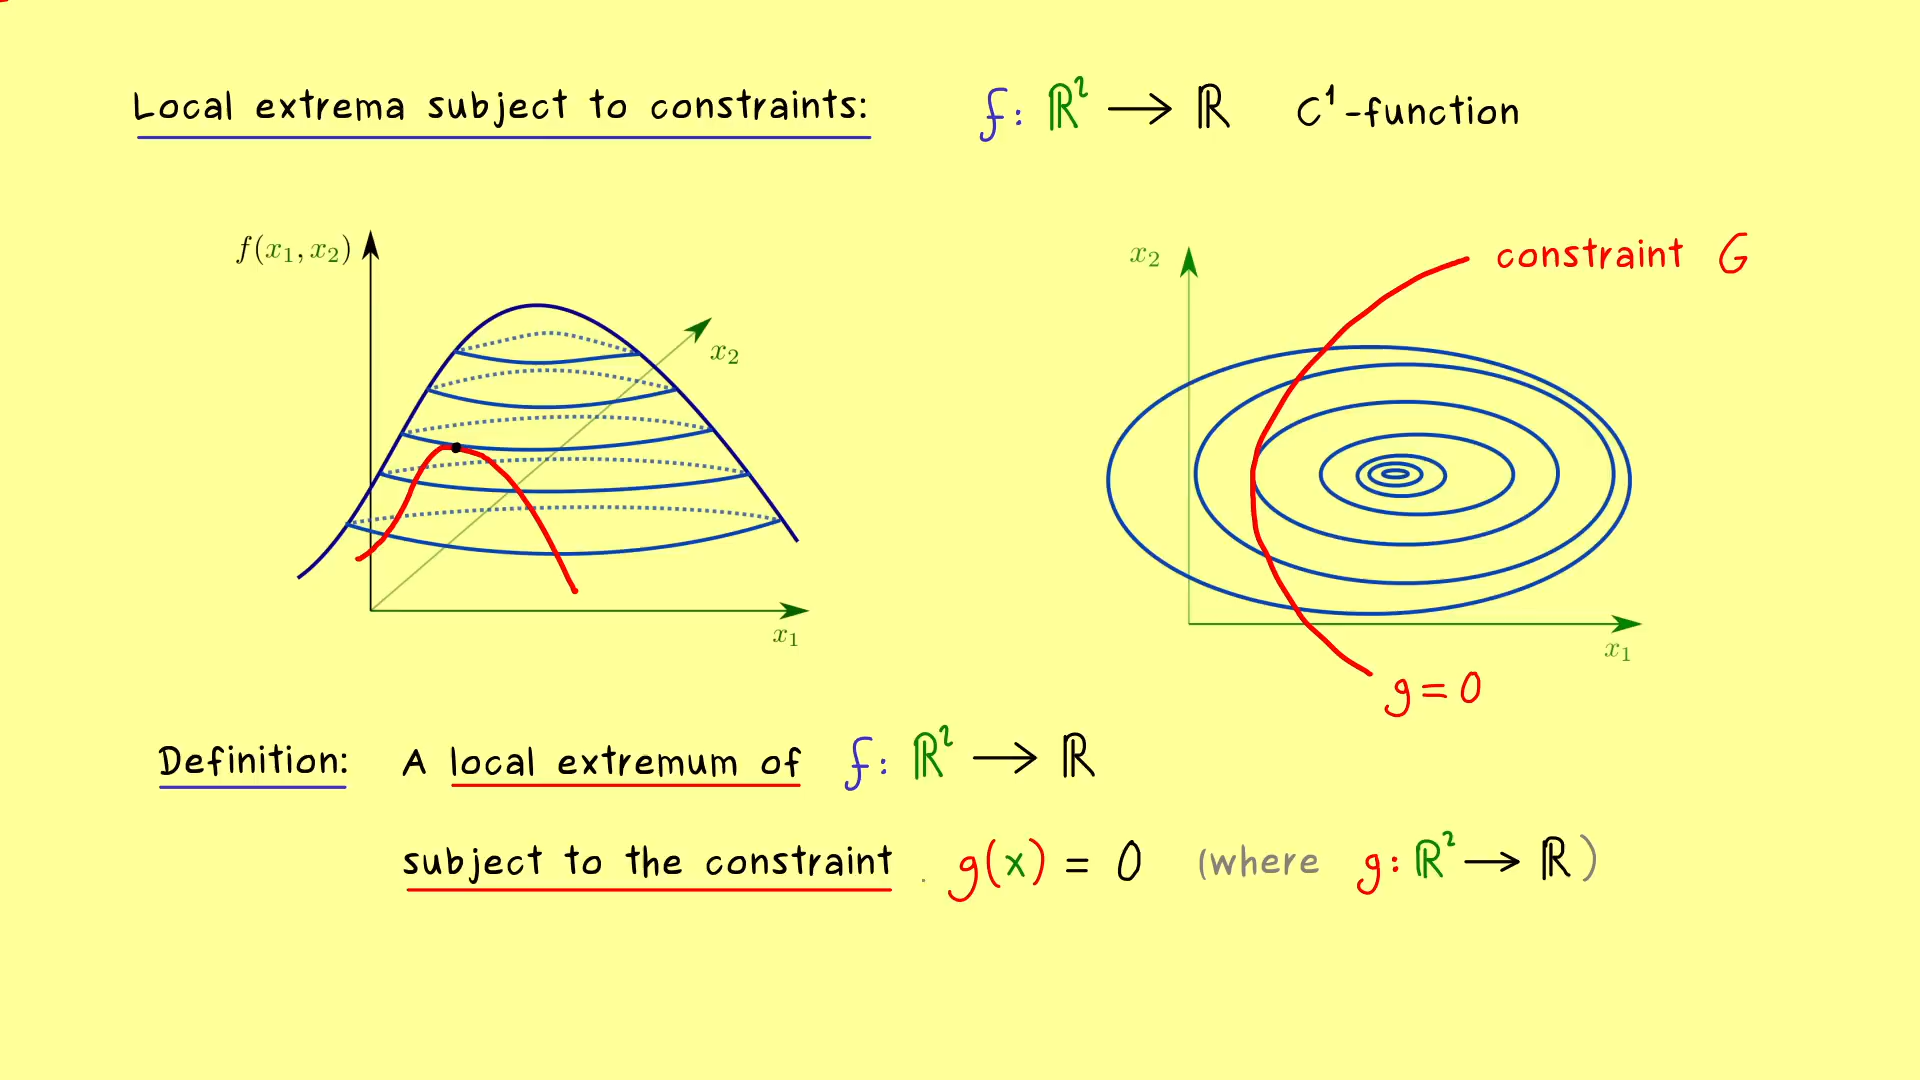 Local extrema subject to constraints: f: ℝ² ⟶ ℝ C¹-function
f(x₁, x₂)
x₂
x₁
x₂
constraint G
x₁
g = 0
Definition: A local extremum of f: ℝ² ⟶ ℝ
subject to the constraint g(x) = 0 (where g: ℝ² ⟶ ℝ)